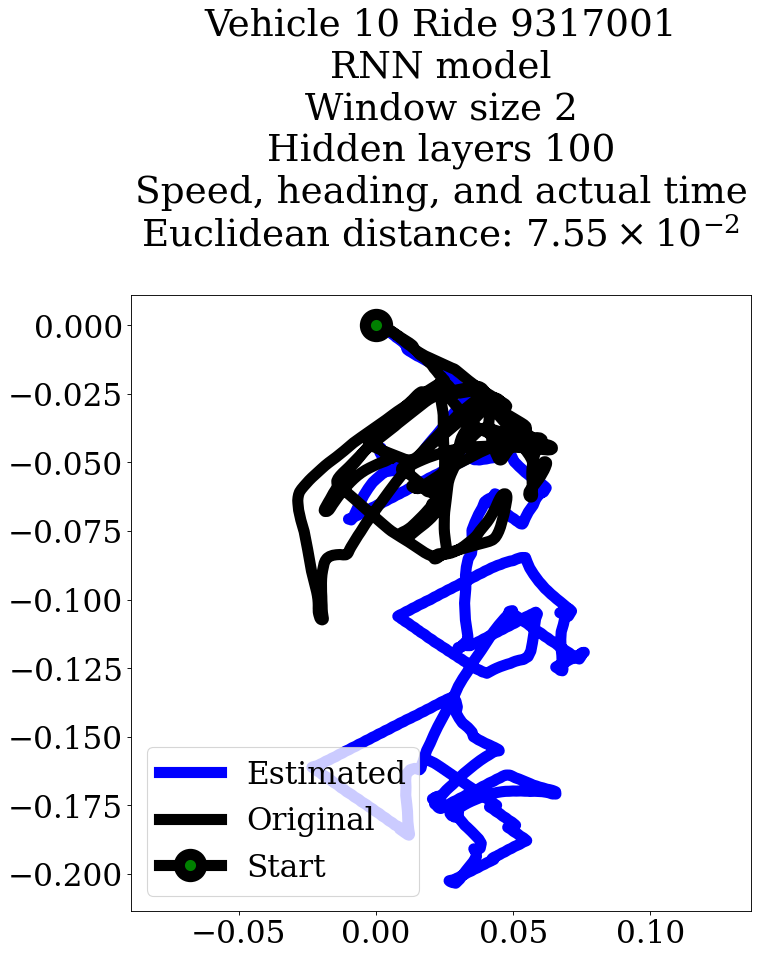 Vehicle 10 Ride 9317001
RNN model
Window size 2
Hidden layers 100
Speed, heading, and actual time
Euclidean distance: 7.55 × 10⁻²
0.000
−0.025
−0.050
−0.075
−0.100
−0.125
−0.150
−0.175
−0.200
Estimated
Original
Start
−0.05 0.00 0.05 0.10